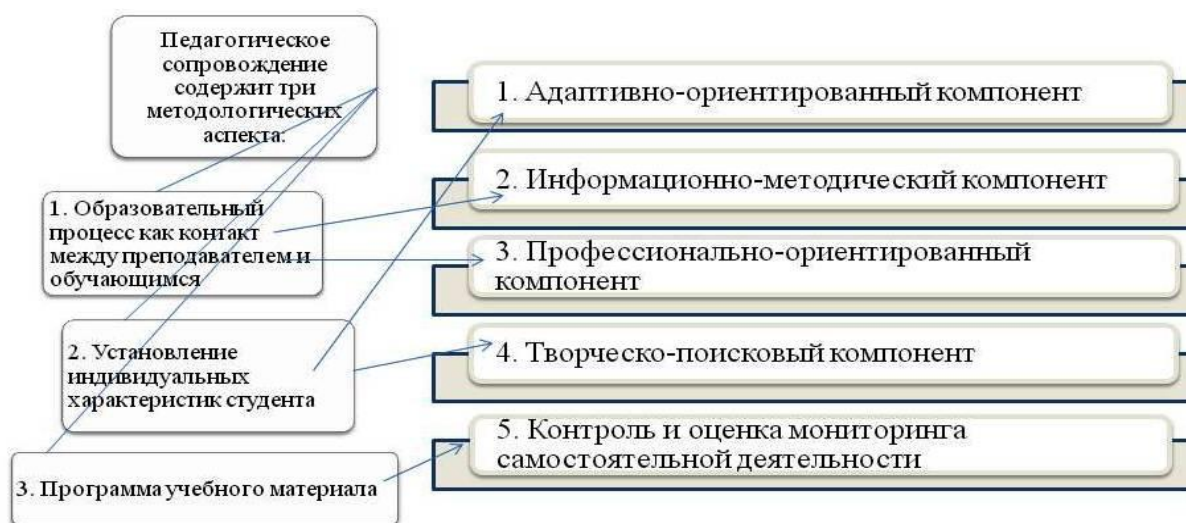 Педагогическое
сопровождение
содержит три
методологических
аспекта:
1. Образовательный
процесс как контакт
между преподавателем и
обучающимся
2. Установление
индивидуальных
характеристик студента
3. Программа учебного материала
1. Адаптивно-ориентированный компонент
2. Информационно-методический компонент
3. Профессионально-ориентированный
компонент
4. Творческо-поисковый компонент
5. Контроль и оценка мониторинга
самостоятельной деятельности